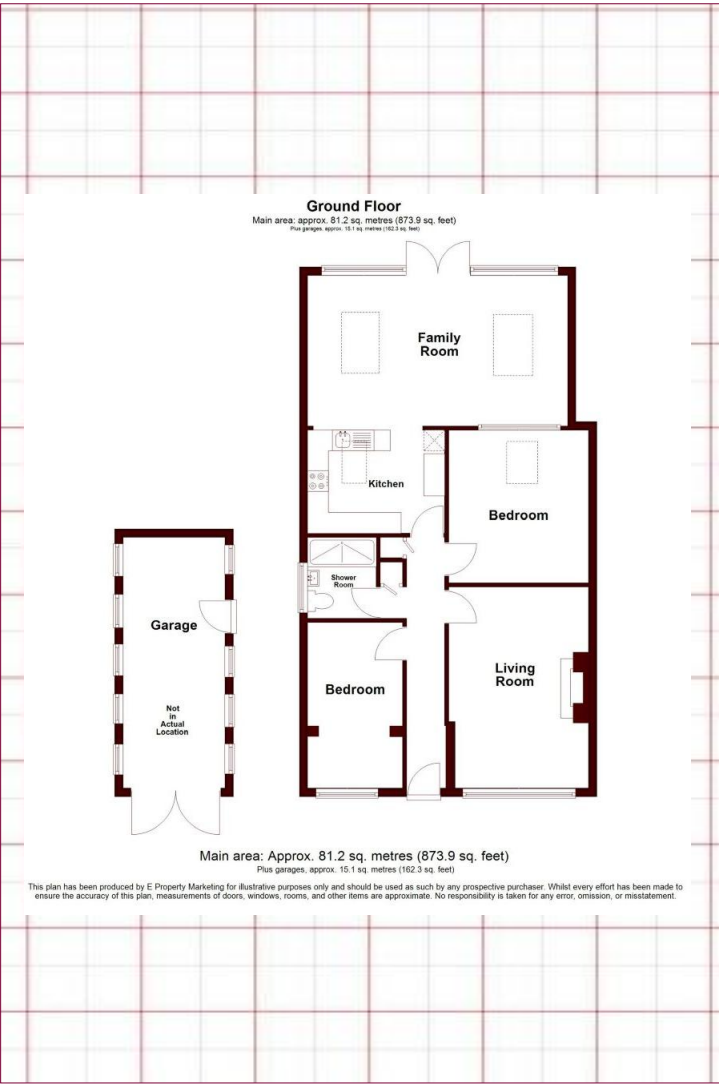 Ground Floor
Main area: approx. 81.2 sq. metres (873.9 sq. feet)
Plus garages, approx. 15.1 sq. metres (162.3 sq. feet)
Family
Room
Kitchen
Bedroom
Shower
Room
Garage
Living
Room
Bedroom
Not
in
Actual
Location
Main area: Approx. 81.2 sq. metres (873.9 sq. feet)
Plus garages, approx. 15.1 sq. metres (162.3 sq. feet)
This plan has been produced by E Property Marketing for illustrative purposes only and should be used as such by any prospective purchaser. Whilst every effort has been made to
ensure the accuracy of this plan, measurements of doors, windows, rooms, and other items are approximate. No responsibility is taken for any error, omission, or misstatement.